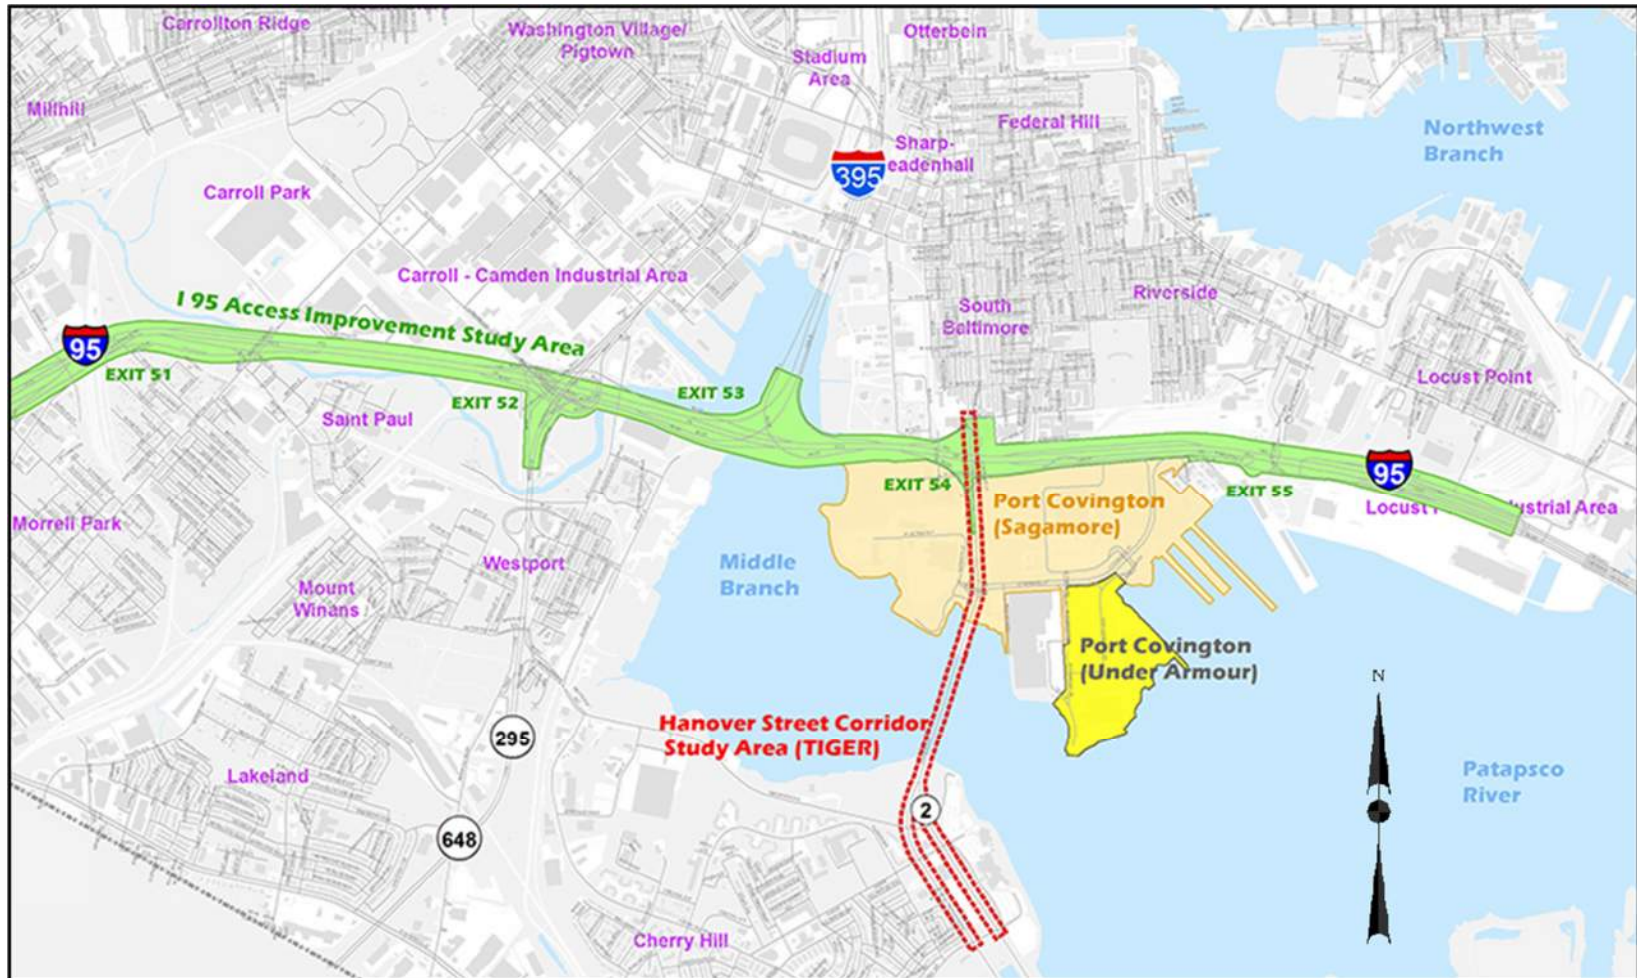 Carrollton Ridge
Washington Village/
Pigtown
Otterbein
Stadium
Area
Millhill
Federal Hill
Northwest
Branch
Sharp-
eadenhall
395
Carroll Park
Carroll - Camden Industrial Area
Riverside
South
Baltimore
I 95 Access Improvement Study Area
95
EXIT 51
EXIT 52
EXIT 53
Locust Point
Saint Paul
EXIT 54
95
EXIT 55
Port Covington
(Sagamore)
Locust
ustrial Area
Morrell Park
Westport
Middle
Branch
Mount
Winans
Port Covington
(Under Armour)
N
Hanover Street Corridor
Study Area (TIGER)
295
Lakeland
Patapsco
River
2
648
Cherry Hill